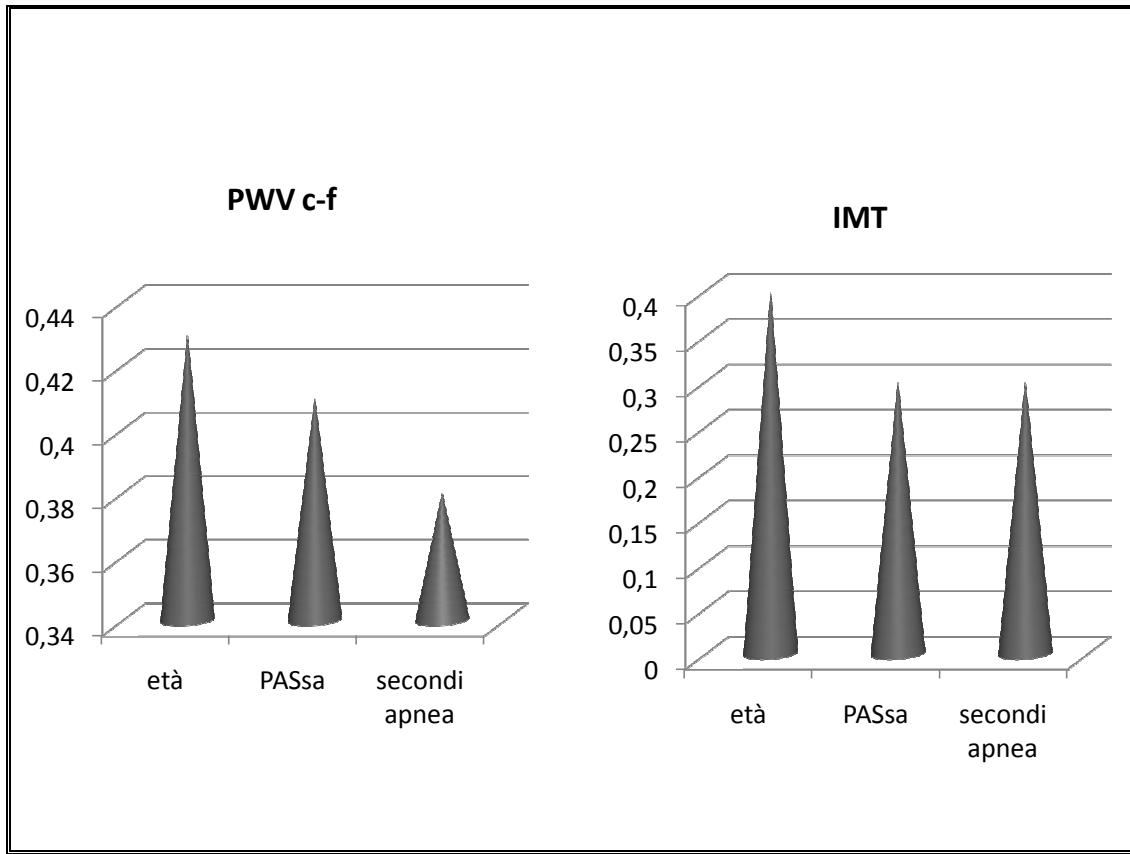 PWV c-f
0,44
0,42
0,4
0,38
0,36
0,34
età
PASsa
secondi
apnea
IMT
0,4
0,35
0,3
0,25
0,2
0,15
0,1
0,05
0
età
PASsa
secondi
apnea